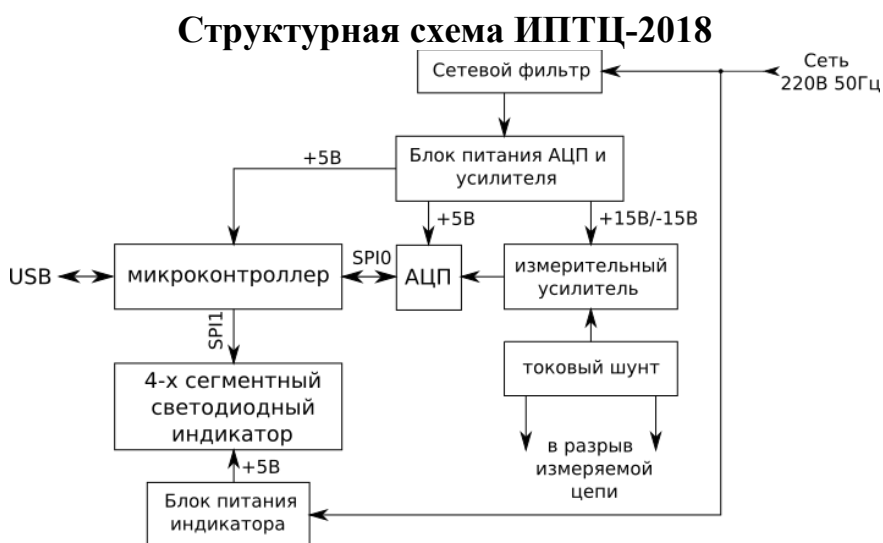 Структурная схема ИПТЦ-2018
Сетевой фильтр
Сеть
220В 50Гц
Блок питания АЦП и
усилителя
+5В
+5В
+15В/-15В
USB
микроконтроллер
SPI0
АЦП
измерительный
усилитель
SPI1
токовый шунт
4-х сегментный
светодиодный
индикатор
в разрыв
измеряемой
цепи
+5В
Блок питания
индикатора